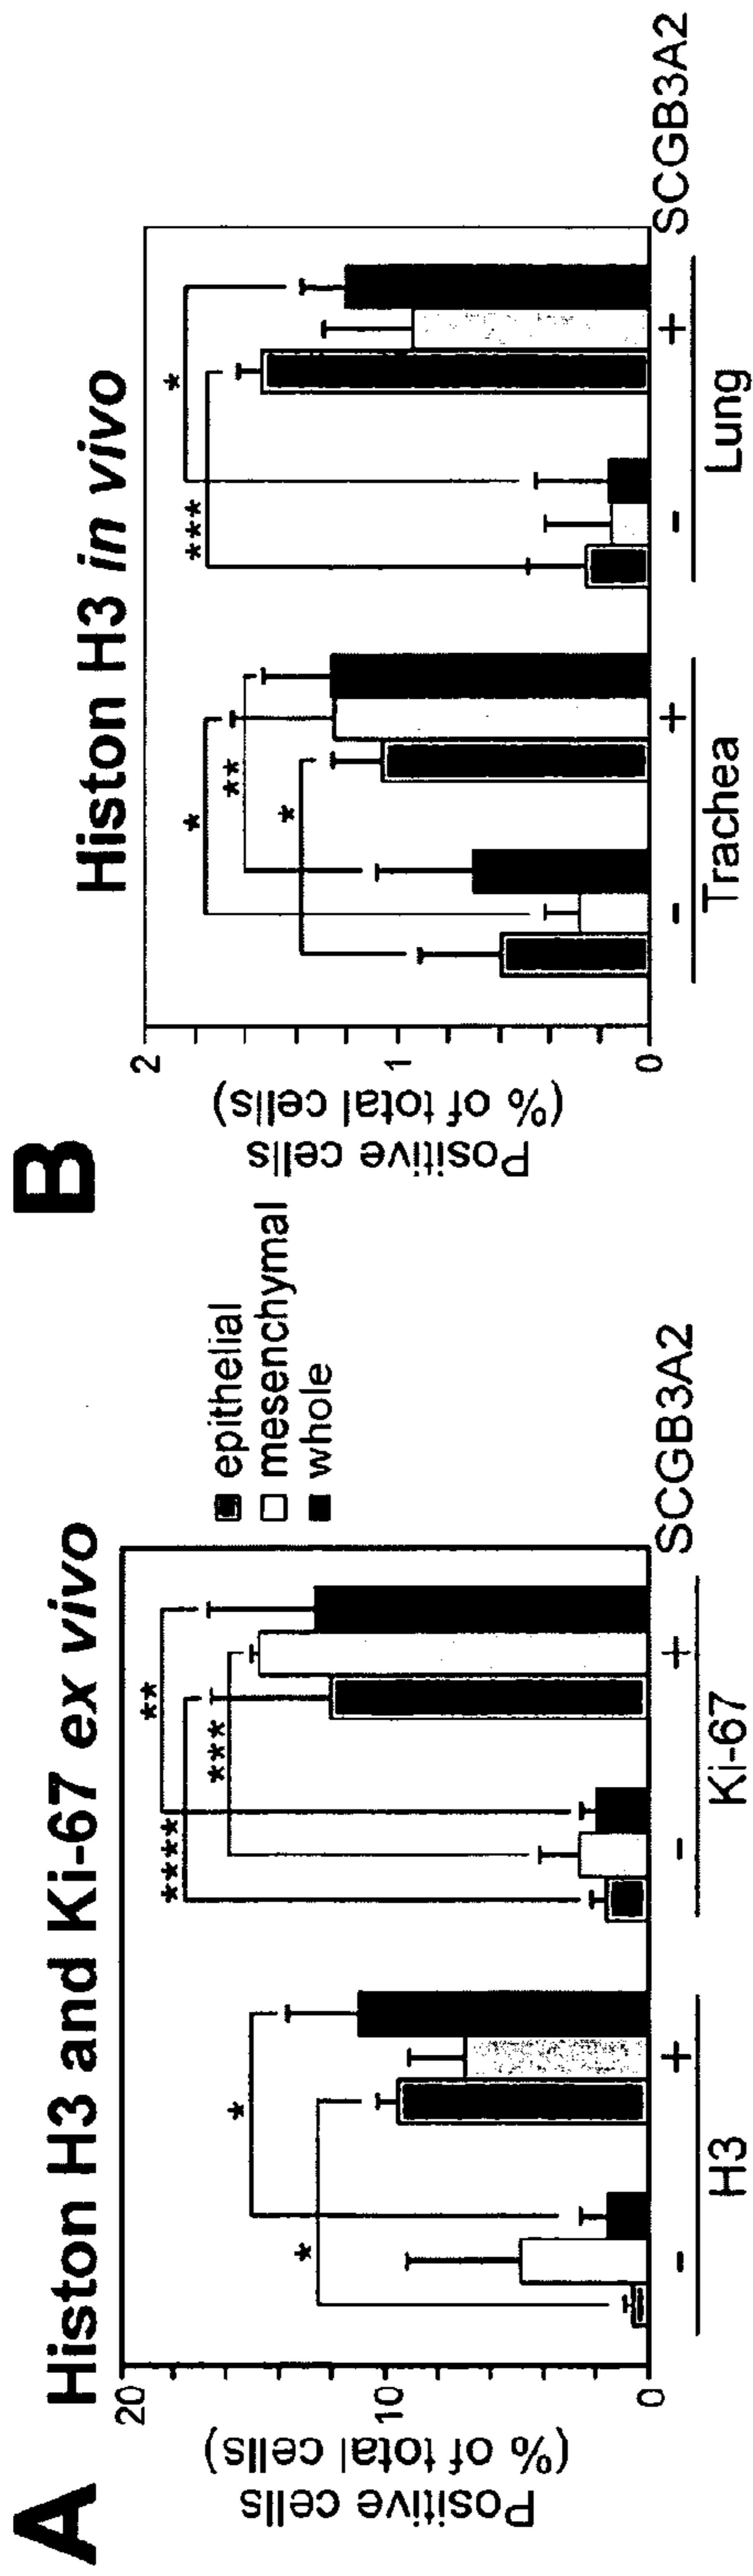 A
Histon H3 and Ki-67 ex vivo
Positive cells
(% of total cells)
20
10
0
*
*
****
**
***
- + - +
SCGB3A2
H3
Ki-67
epithelial
mesenchymal
whole
B
Histon H3 in vivo
Positive cells
(% of total cells)
2
1
0
*
**
*
***
*
- + - +
SCGB3A2
Trachea
Lung